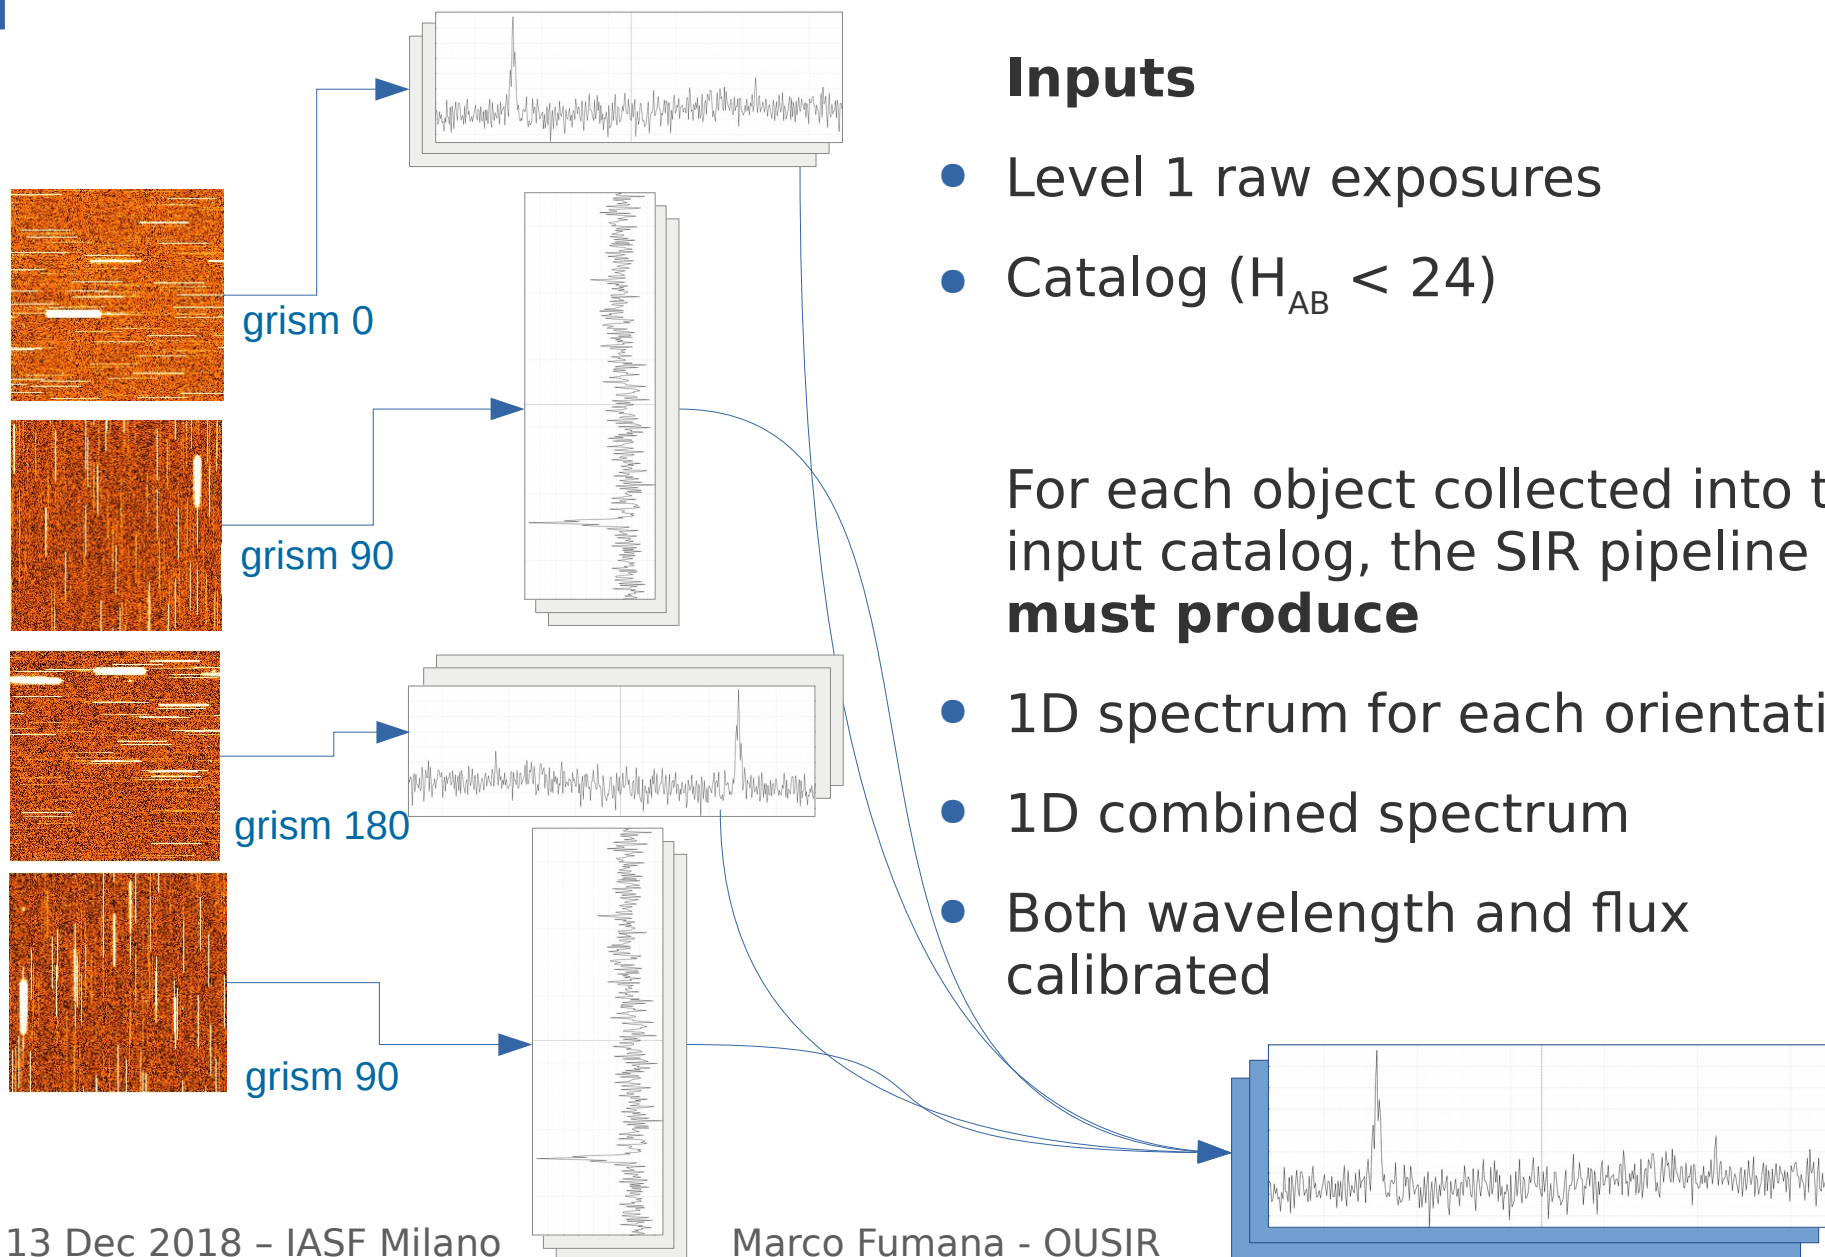 grism 0
grism 90
grism 180
grism 90
Inputs
Level 1 raw exposures
Catalog (HAB < 24)
For each object collected into t
input catalog, the SIR pipeline
must produce
1D spectrum for each orientati
1D combined spectrum
Both wavelength and flux
calibrated
13 Dec 2018 – IASF Milano
Marco Fumana - OUSIR